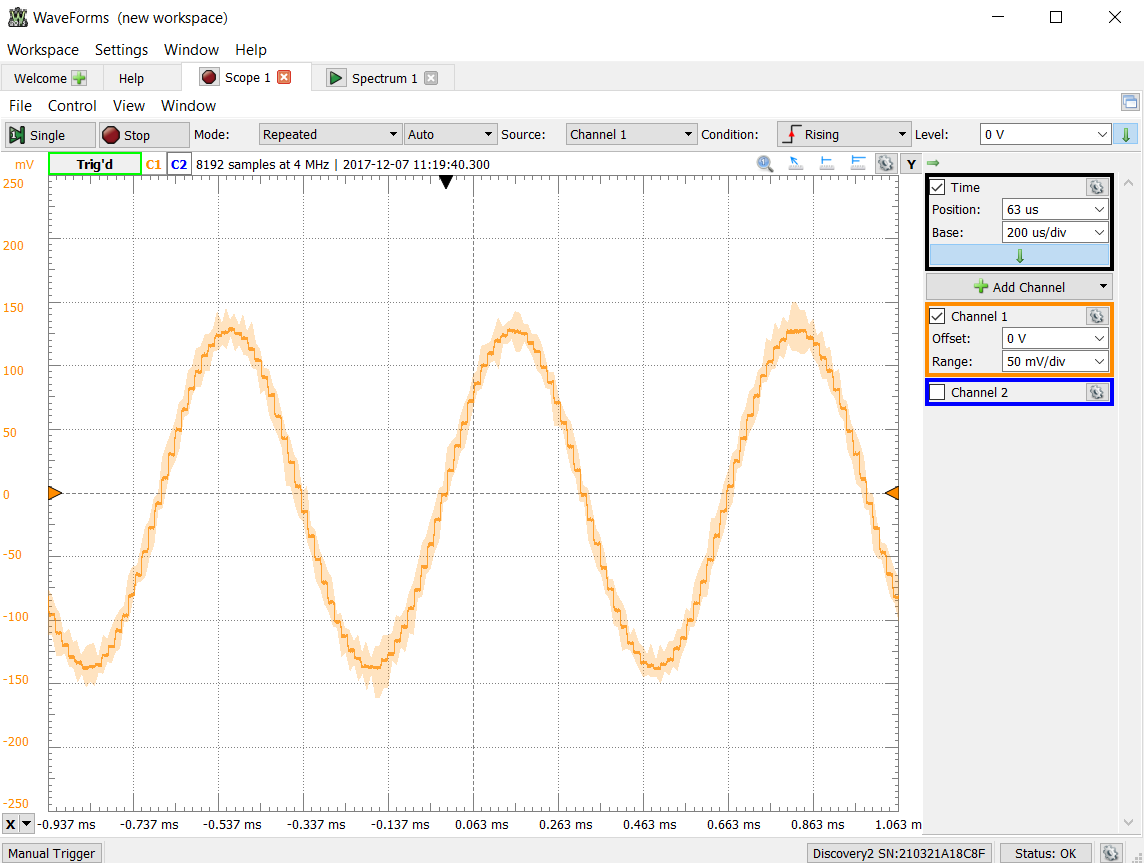 WaveForms (new workspace)
Workspace Settings Window Help
Welcome Help Scope 1 Spectrum 1
File Control View Window
Single Stop Mode: Repeated Auto Source: Channel 1 Condition: Rising Level: 0 V
mV Trig'd C1 C2 8192 samples at 4 MHz | 2017-12-07 11:19:40.300 Y
250
200
150
100
50
0
-50
-100
-150
-200
-250
X -0.937 ms -0.737 ms -0.537 ms -0.337 ms -0.137 ms 0.063 ms 0.263 ms 0.463 ms 0.663 ms 0.863 ms 1.063 m
Time
Position: 63 us
Base: 200 us/div
Add Channel
Channel 1
Offset: 0 V
Range: 50 mV/div
Channel 2
Manual Trigger Discovery2 SN:210321A18C8F Status: OK